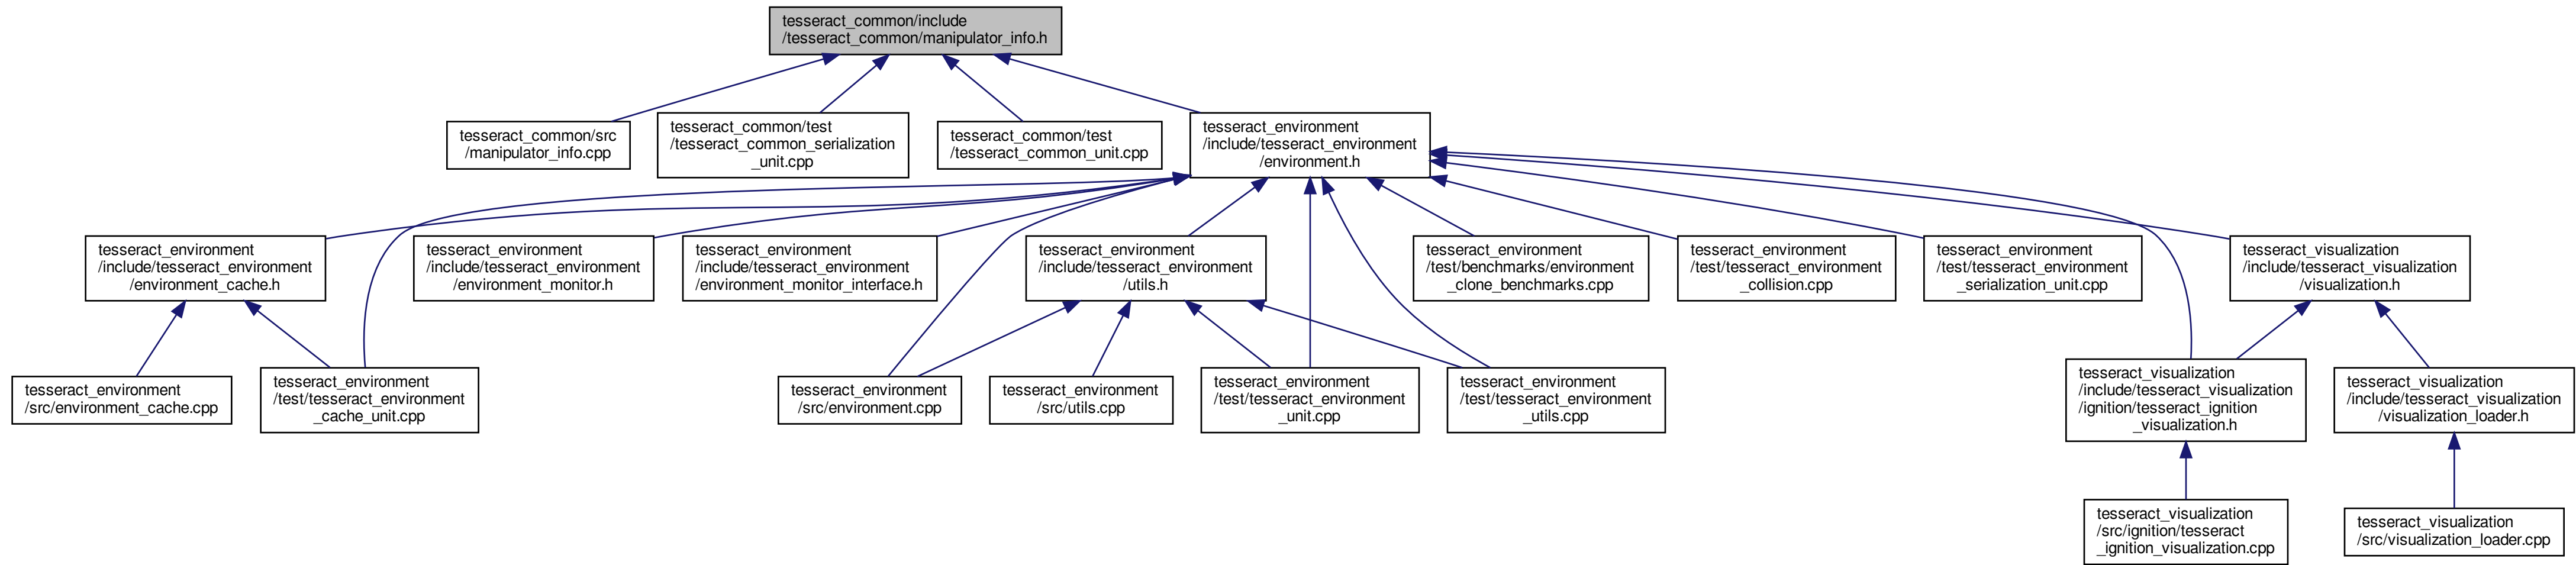 tesseract_common/include
/tesseract_common/manipulator_info.h
tesseract_common/src
/manipulator_info.cpp
tesseract_common/test
/tesseract_common_serialization
_unit.cpp
tesseract_common/test
/tesseract_common_unit.cpp
tesseract_environment
/include/tesseract_environment
/environment.h
tesseract_environment
/include/tesseract_environment
/environment_cache.h
tesseract_environment
/include/tesseract_environment
/environment_monitor.h
tesseract_environment
/include/tesseract_environment
/environment_monitor_interface.h
tesseract_environment
/include/tesseract_environment
/utils.h
tesseract_environment
/test/benchmarks/environment
_clone_benchmarks.cpp
tesseract_environment
/test/tesseract_environment
_collision.cpp
tesseract_environment
/test/tesseract_environment
_serialization_unit.cpp
tesseract_visualization
/include/tesseract_visualization
/visualization.h
tesseract_environment
/src/environment_cache.cpp
tesseract_environment
/test/tesseract_environment
_cache_unit.cpp
tesseract_environment
/src/environment.cpp
tesseract_environment
/src/utils.cpp
tesseract_environment
/test/tesseract_environment
_unit.cpp
tesseract_environment
/test/tesseract_environment
_utils.cpp
tesseract_visualization
/include/tesseract_visualization
/ignition/tesseract_ignition
_visualization.h
tesseract_visualization
/include/tesseract_visualization
/visualization_loader.h
tesseract_visualization
/src/ignition/tesseract
_ignition_visualization.cpp
tesseract_visualization
/src/visualization_loader.cpp